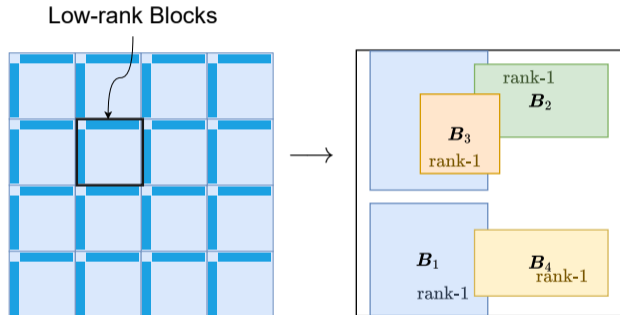 Low-rank Blocks
rank-1
B₂
B₃
rank-1
B₁
B₄
rank-1
rank-1